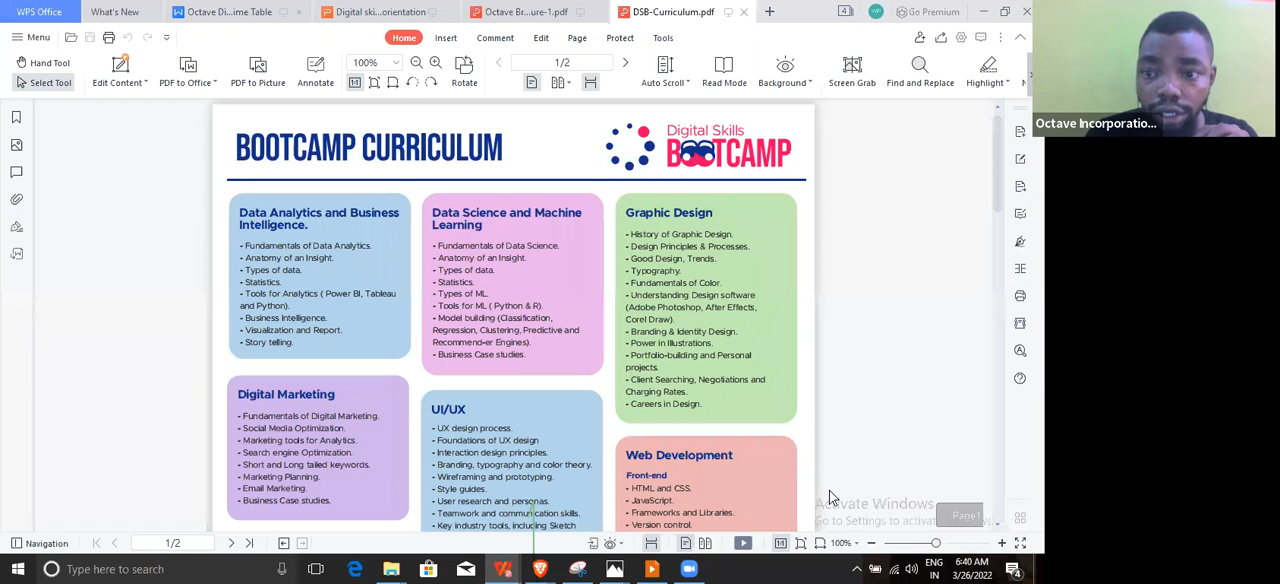 WPS Office
What's New
Octave Di...ime Table
Digital ski...orientation
Octave Br...ure-1.pdf
DSB-Curriculum.pdf
4
WP
Go Premium
Menu
Home
Insert
Comment
Edit
Page
Protect
Tools
Hand Tool
Select Tool
Edit Content
PDF to Office
PDF to Picture
Annotate
100%
Rotate
1/2
Auto Scroll
Read Mode
Background
Screen Grab
Find and Replace
Highlight
Octave Incorporatio...
BOOTCAMP CURRICULUM
Digital Skills
BOOTCAMP
Data Analytics and Business
Intelligence.
- Fundamentals of Data Analytics.
- Anatomy of an Insight.
- Types of data.
- Statistics.
- Tools for Analytics ( Power BI, Tableau
and Python).
- Business Intelligence.
- Visualization and Report.
- Story telling.
Data Science and Machine
Learning
- Fundamentals of Data Science.
- Anatomy of an Insight.
- Types of data.
- Statistics.
- Types of ML.
- Tools for ML ( Python & R).
- Model building (Classification,
Regression, Clustering, Predictive and
Recommend-er Engines).
- Business Case studies.
Graphic Design
- History of Graphic Design.
- Design Principles & Processes.
- Good Design, Trends.
- Typography.
- Fundamentals of Color.
- Understanding Design software
(Adobe Photoshop, After Effects,
Corel Draw).
- Branding & Identity Design.
- Power in Illustrations.
- Portfolio-building and Personal
projects.
- Client Searching, Negotiations and
Charging Rates.
- Careers in Design.
Digital Marketing
- Fundamentals of Digital Marketing.
- Social Media Optimization.
- Marketing tools for Analytics.
- Search engine Optimization.
- Short and Long tailed keywords.
- Marketing Planning.
- Email Marketing.
- Business Case studies.
UI/UX
- UX design process.
- Foundations of UX design
- Interaction design principles.
- Branding, typography and color theory.
- Wireframing and prototyping.
- Style guides.
- User research and personas.
- Teamwork and communication skills.
- Key industry tools, including Sketch
Web Development
Front-end
- HTML and CSS.
- JavaScript.
- Frameworks and Libraries.
- Version control.
Activate Windows
Go to Settings to activat
Page1
Navigation
1/2
100%
Type here to search
ENG
IN
6:40 AM
3/26/2022
4